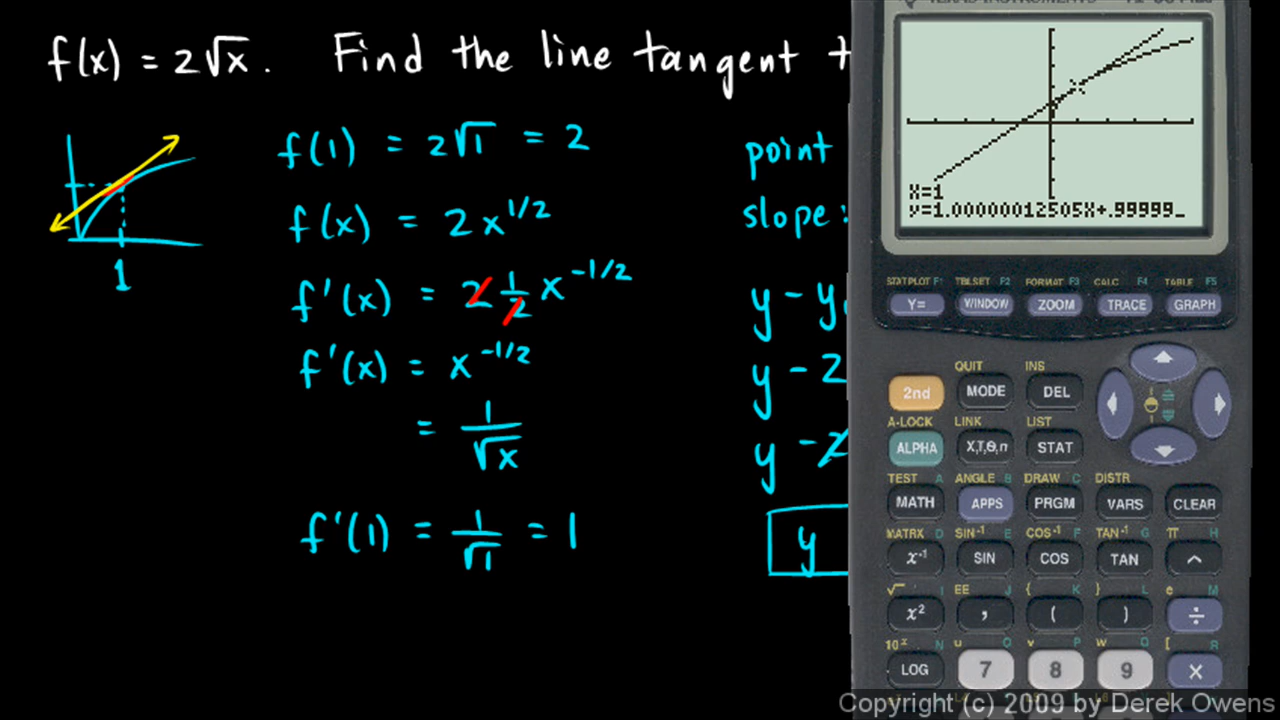 f(x) = 2√x. Find the line tangent t
f(1) = 2√1 = 2
f(x) = 2x^1/2
f'(x) = 2 1/2 x^-1/2
f'(x) = x^-1/2
= 1/√x
f'(1) = 1/√1 = 1
1
point
slope:
y - y
y - 2
y - 2
y
TEXAS INSTRUMENTS
X=1
y=1.00000012505X+.99999_
STAT PLOT F1 TBLSET F2 FORMAT F3 CALC F4 TABLE F5
Y= WINDOW ZOOM TRACE GRAPH
QUIT INS
2nd MODE DEL
A-LOCK LINK LIST
ALPHA X,T,θ,n STAT
TEST A ANGLE B DRAW C DISTR
MATH APPS PRGM VARS CLEAR
MATRX D SIN⁻¹ E COS⁻¹ F TAN⁻¹ G π H
x⁻¹ SIN COS TAN ^
√ I EE J { K } L e M
x² , ( ) ÷
10ˣ N u O v P w Q [ R
LOG 7 8 9 ×
Copyright (c) 2009 by Derek Owens